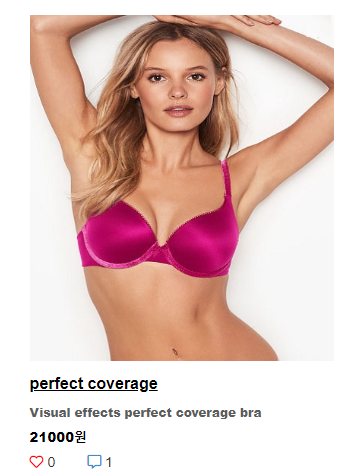 perfect coverage
Visual effects perfect coverage bra
21000원
0 1